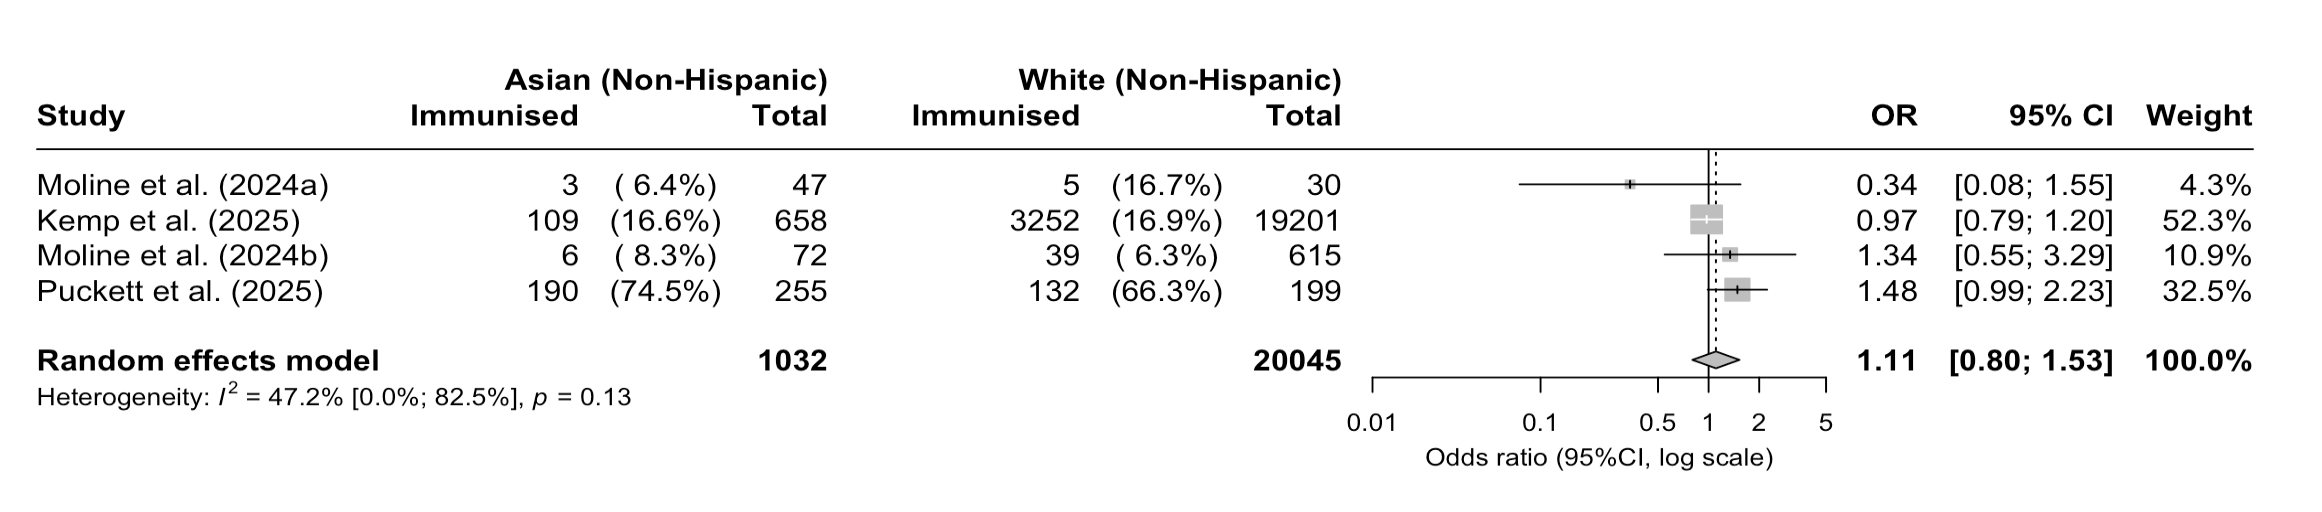 Asian (Non-Hispanic) White (Non-Hispanic)
Study Immunised Total Immunised Total OR 95% CI Weight
Moline et al. (2024a) 3 ( 6.4%) 47 5 (16.7%) 30 0.34 [0.08; 1.55] 4.3%
Kemp et al. (2025) 109 (16.6%) 658 3252 (16.9%) 19201 0.97 [0.79; 1.20] 52.3%
Moline et al. (2024b) 6 ( 8.3%) 72 39 ( 6.3%) 615 1.34 [0.55; 3.29] 10.9%
Puckett et al. (2025) 190 (74.5%) 255 132 (66.3%) 199 1.48 [0.99; 2.23] 32.5%
Random effects model 1032 20045 1.11 [0.80; 1.53] 100.0%
Heterogeneity: I² = 47.2% [0.0%; 82.5%], p = 0.13
0.01 0.1 0.5 1 2 5
Odds ratio (95%CI, log scale)